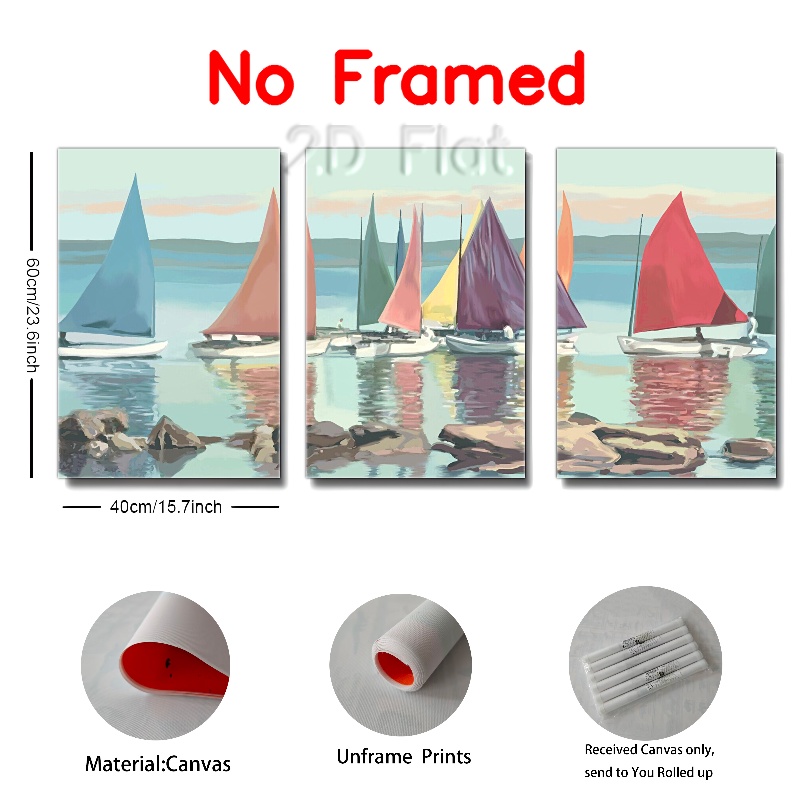 No Framed
2D Flat
60cm/23.6inch
40cm/15.7inch
Material:Canvas
Unframe Prints
Received Canvas only,
send to You Rolled up